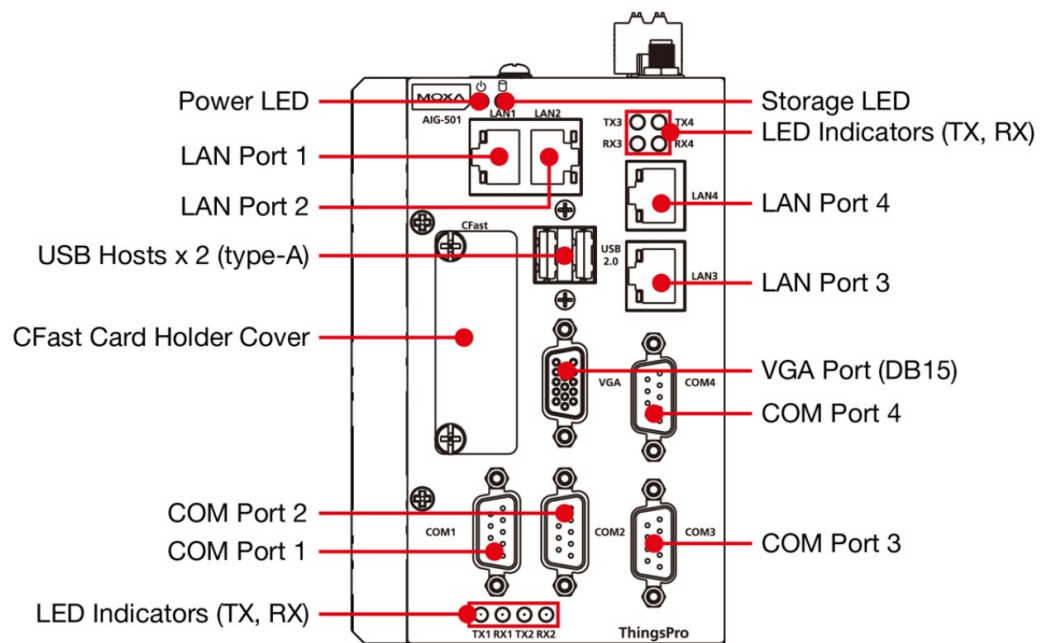 Power LED
LAN Port 1
LAN Port 2
USB Hosts x 2 (type-A)
CFast Card Holder Cover
COM Port 2
COM Port 1
LED Indicators (TX, RX)
MOXA
AIG-501
LAN1 LAN2
TX3 TX4
RX3 RX4
LAN4
CFast
USB
2.0
LAN3
VGA
COM4
COM1
COM2
COM3
TX1 RX1 TX2 RX2
ThingsPro
Storage LED
LED Indicators (TX, RX)
LAN Port 4
LAN Port 3
VGA Port (DB15)
COM Port 4
COM Port 3